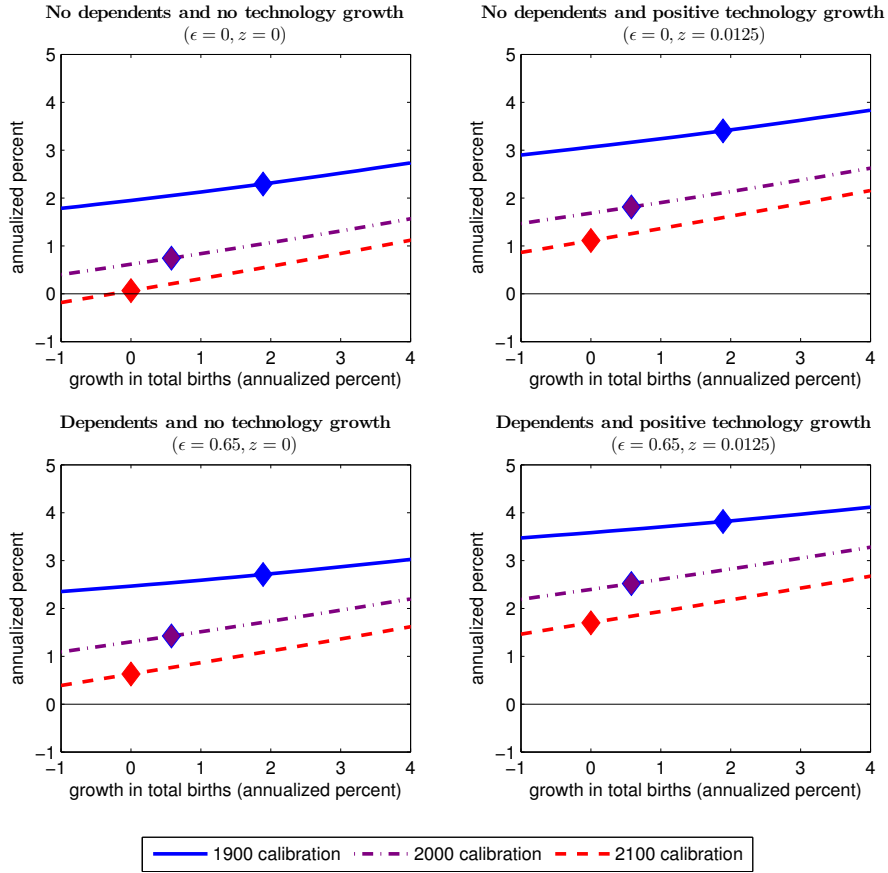 No dependents and no technology growth
(ϵ = 0, z = 0)
annualized percent
5
4
3
2
1
0
−1
−1 0 1 2 3 4
growth in total births (annualized percent)
No dependents and positive technology growth
(ϵ = 0, z = 0.0125)
annualized percent
5
4
3
2
1
0
−1
−1 0 1 2 3 4
growth in total births (annualized percent)
Dependents and no technology growth
(ϵ = 0.65, z = 0)
annualized percent
5
4
3
2
1
0
−1
−1 0 1 2 3 4
growth in total births (annualized percent)
Dependents and positive technology growth
(ϵ = 0.65, z = 0.0125)
annualized percent
5
4
3
2
1
0
−1
−1 0 1 2 3 4
growth in total births (annualized percent)
1900 calibration 2000 calibration 2100 calibration